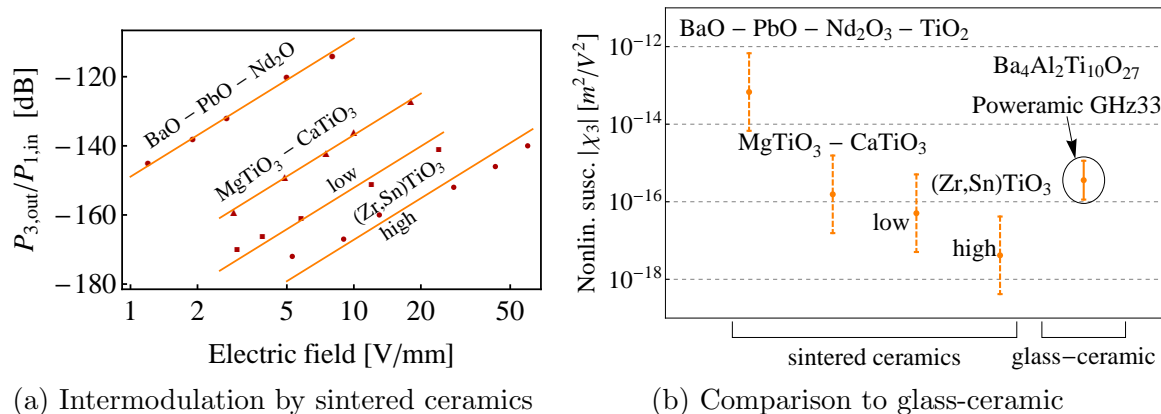 −120
−140
−160
−180
1
2
5
10
20
50
P3,out/P1,in [dB]
Electric field [V/mm]
BaO − PbO − Nd2O
MgTiO3 − CaTiO3
low
(Zr,Sn)TiO3
high
(a) Intermodulation by sintered ceramics
Nonlin. susc. |χ3| [m²/V²]
10⁻¹²
10⁻¹⁴
10⁻¹⁶
10⁻¹⁸
BaO − PbO − Nd2O3 − TiO2
Ba4Al2Ti10O27
Poweramic GHz33
MgTiO3 − CaTiO3
(Zr,Sn)TiO3
low
high
sintered ceramics
glass−ceramic
(b) Comparison to glass-ceramic